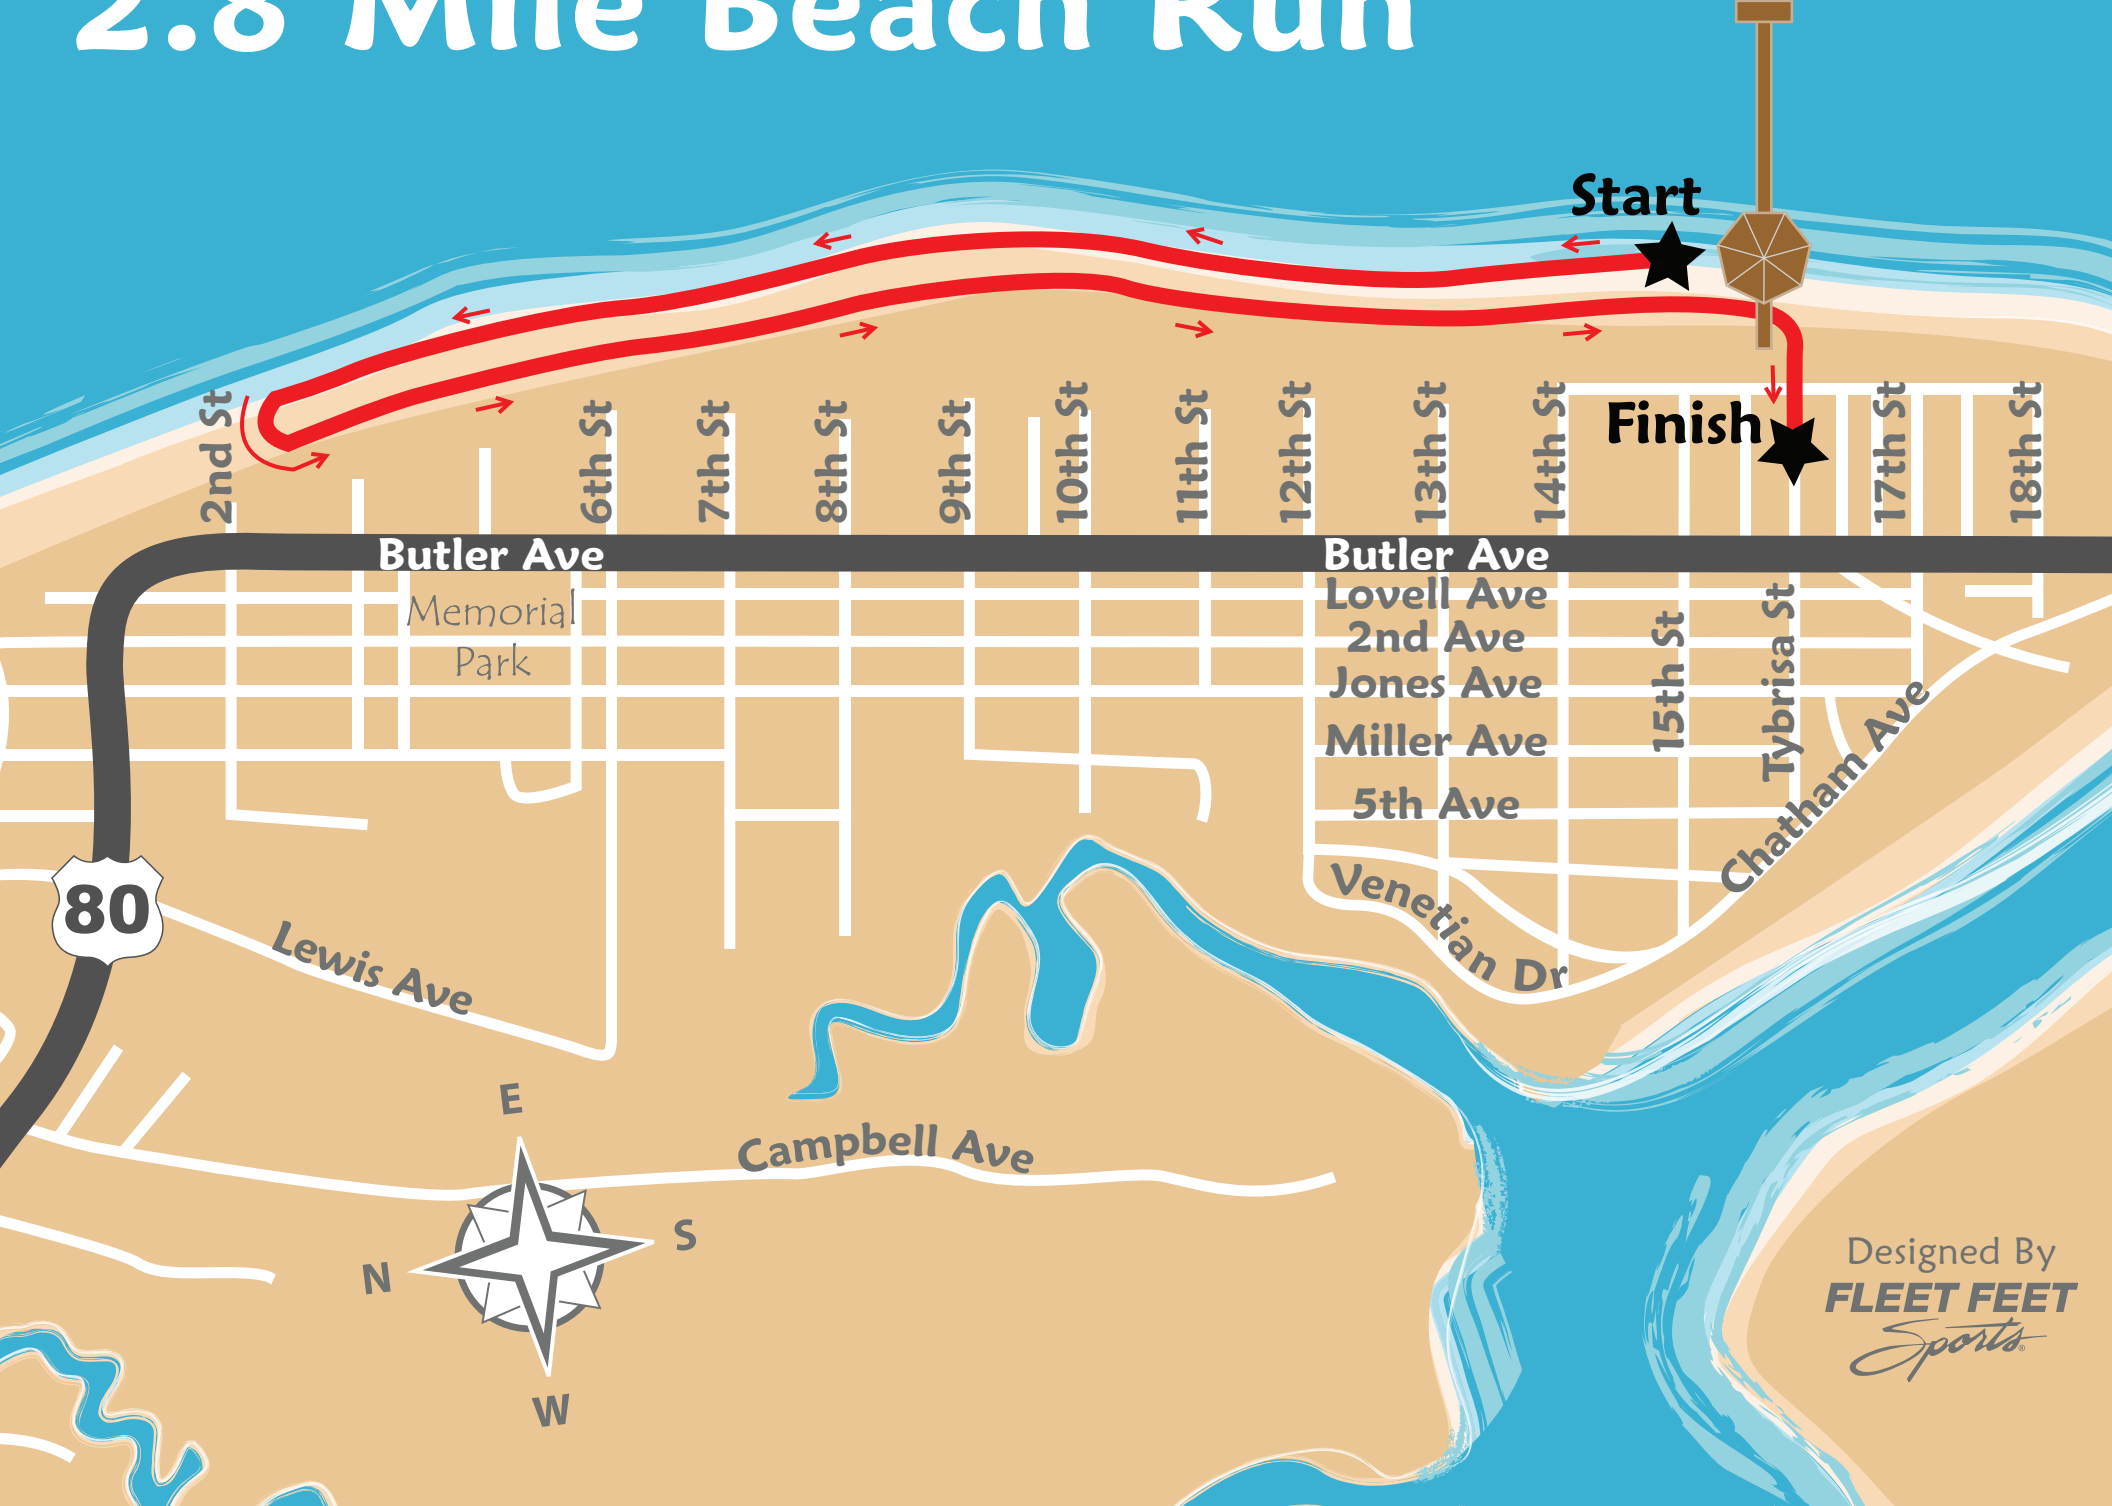 2.8 Mile Beach Run
Start
Finish
2nd St
6th St
7th St
8th St
9th St
10th St
11th St
12th St
13th St
14th St
17th St
18th St
Butler Ave
Butler Ave
Memorial
Park
Lovell Ave
2nd Ave
Jones Ave
Miller Ave
5th Ave
15th St
Tybrisa St
Chatham Ave
Venetian Dr
80
Lewis Ave
Campbell Ave
E
S
N
W
Designed By
FLEET FEET
Sports®